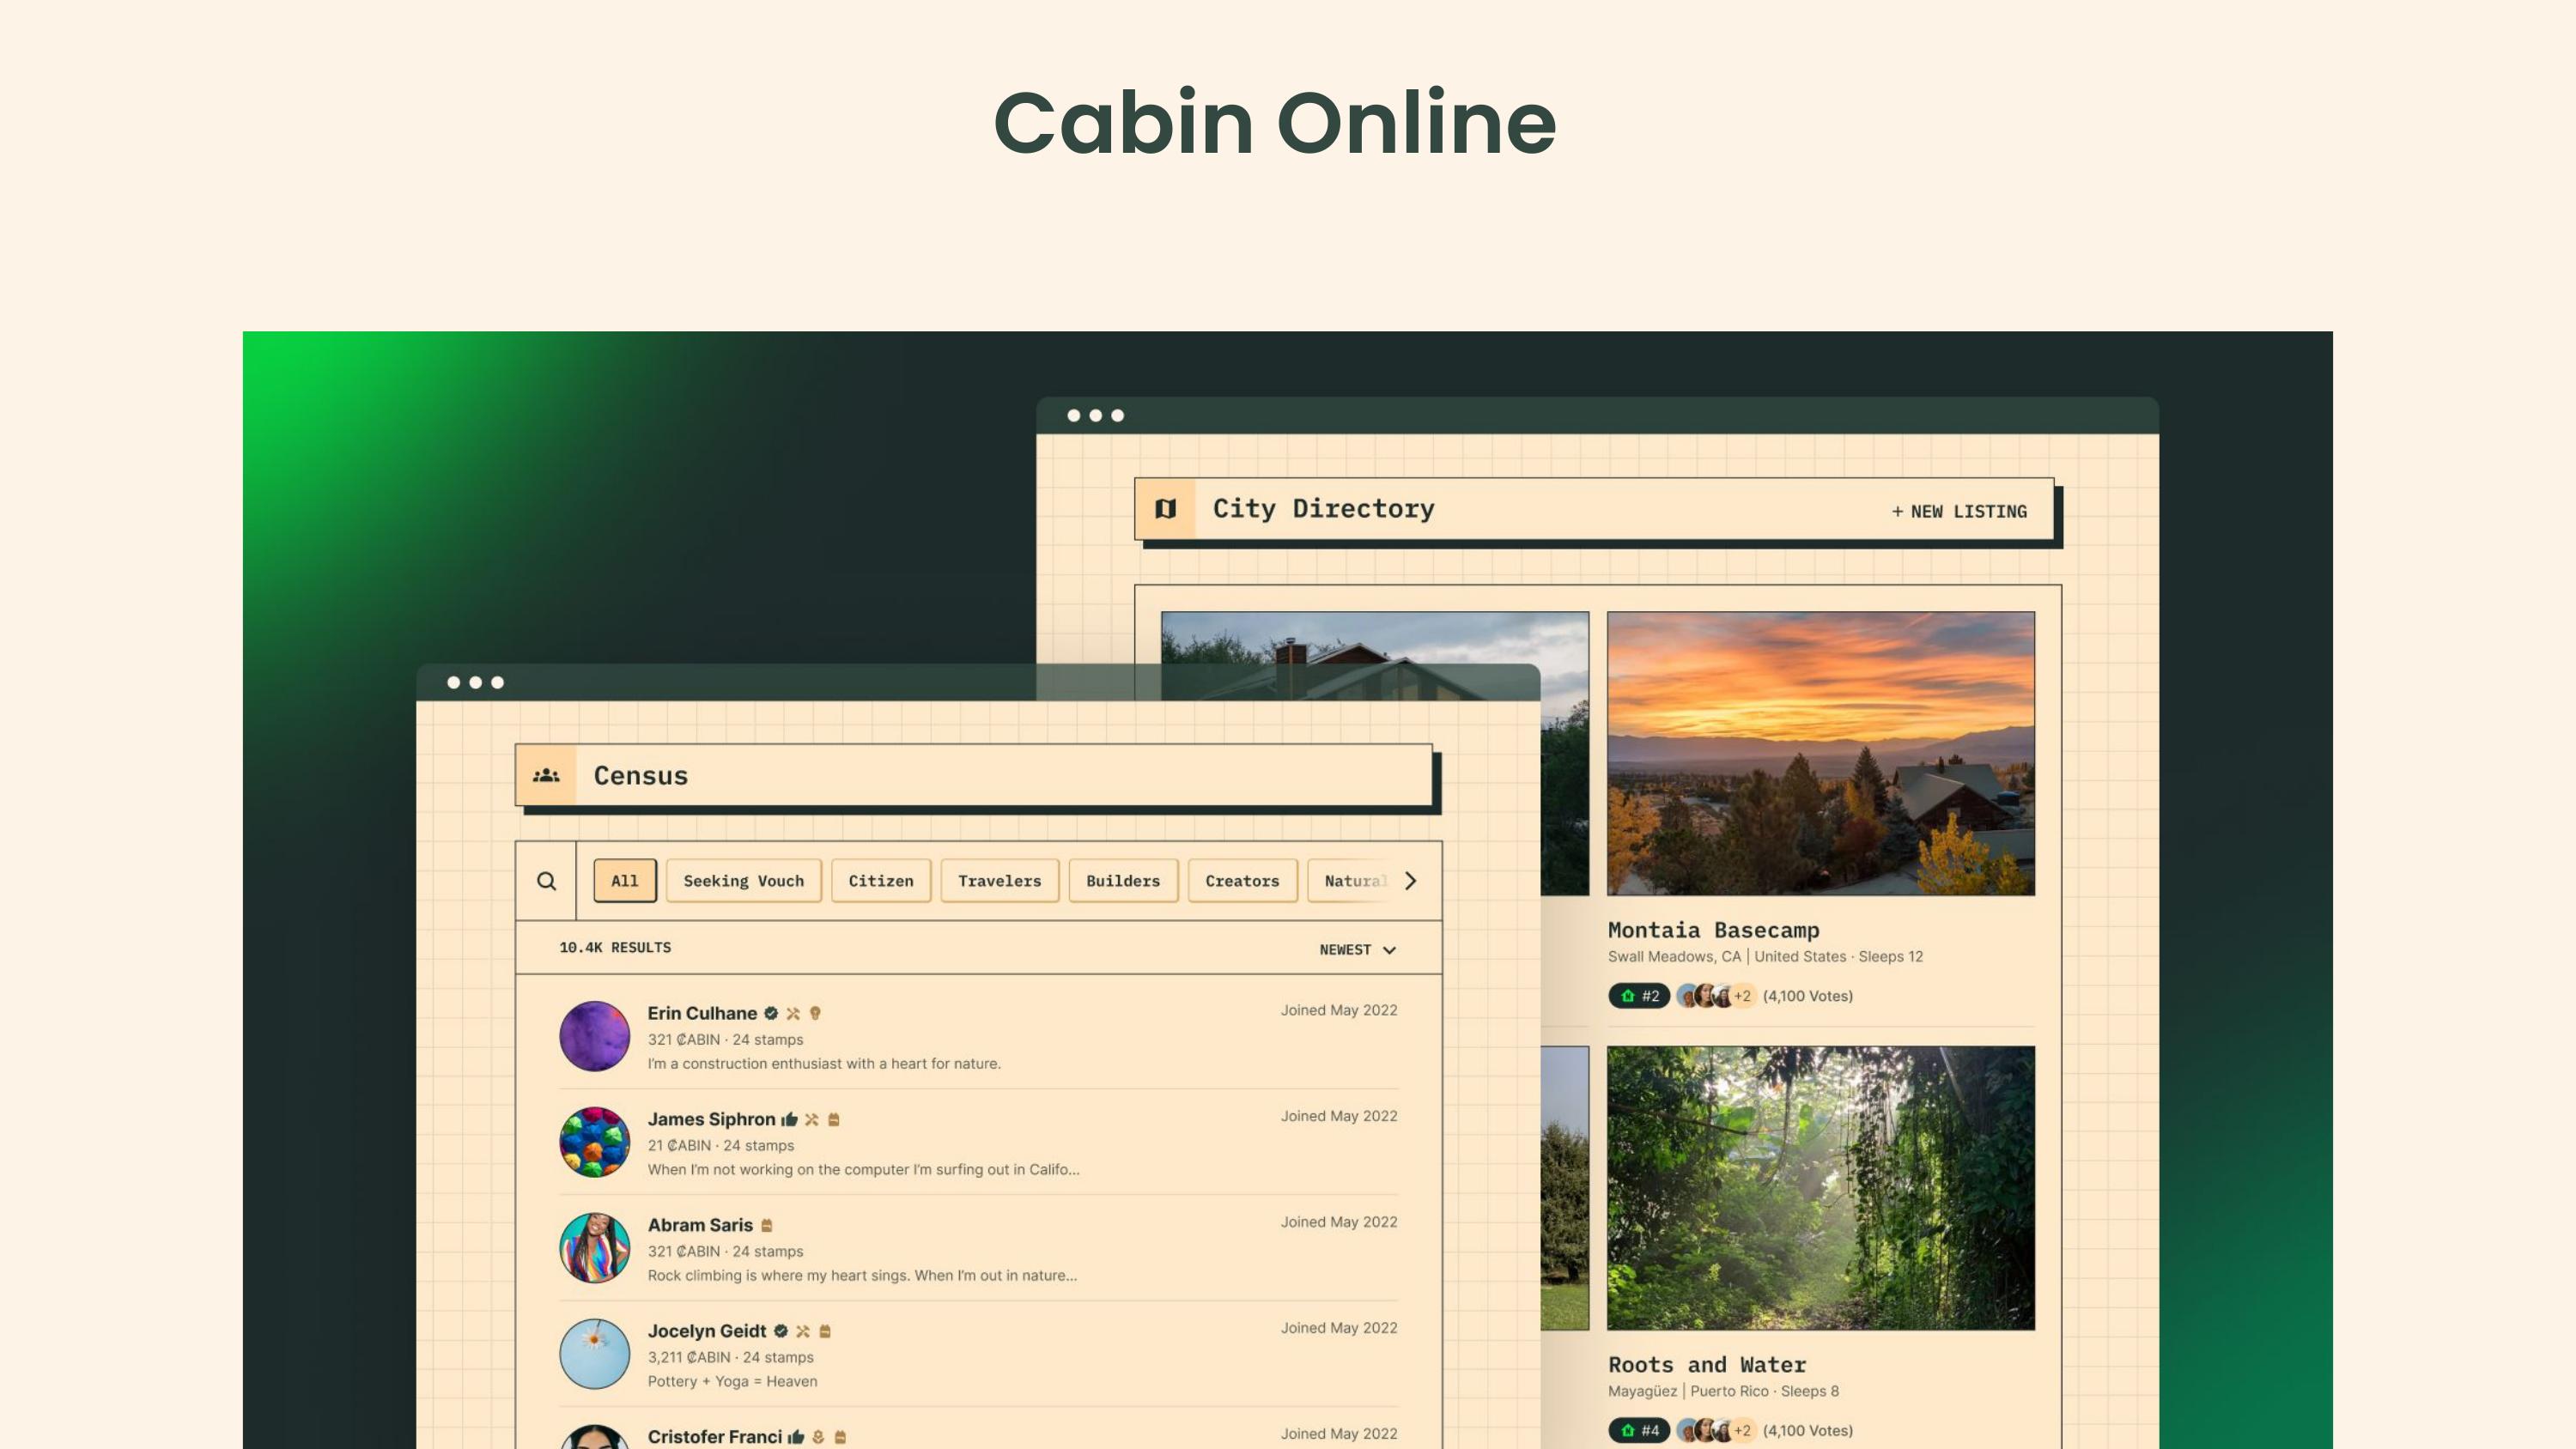 Cabin Online
City Directory
+ NEW LISTING
Montaia Basecamp
Swall Meadows, CA | United States · Sleeps 12
#2 +2 (4,100 Votes)
Roots and Water
Mayagüez | Puerto Rico · Sleeps 8
#4 +2 (4,100 Votes)
Census
All Seeking Vouch Citizen Travelers Builders Creators Natural
10.4K RESULTS
NEWEST
Erin Culhane
Joined May 2022
321 ₡ABIN · 24 stamps
I'm a construction enthusiast with a heart for nature.
James Siphron
Joined May 2022
21 ₡ABIN · 24 stamps
When I'm not working on the computer I'm surfing out in Califo...
Abram Saris
Joined May 2022
321 ₡ABIN · 24 stamps
Rock climbing is where my heart sings. When I'm out in nature...
Jocelyn Geidt
Joined May 2022
3,211 ₡ABIN · 24 stamps
Pottery + Yoga = Heaven
Cristofer Franci
Joined May 2022